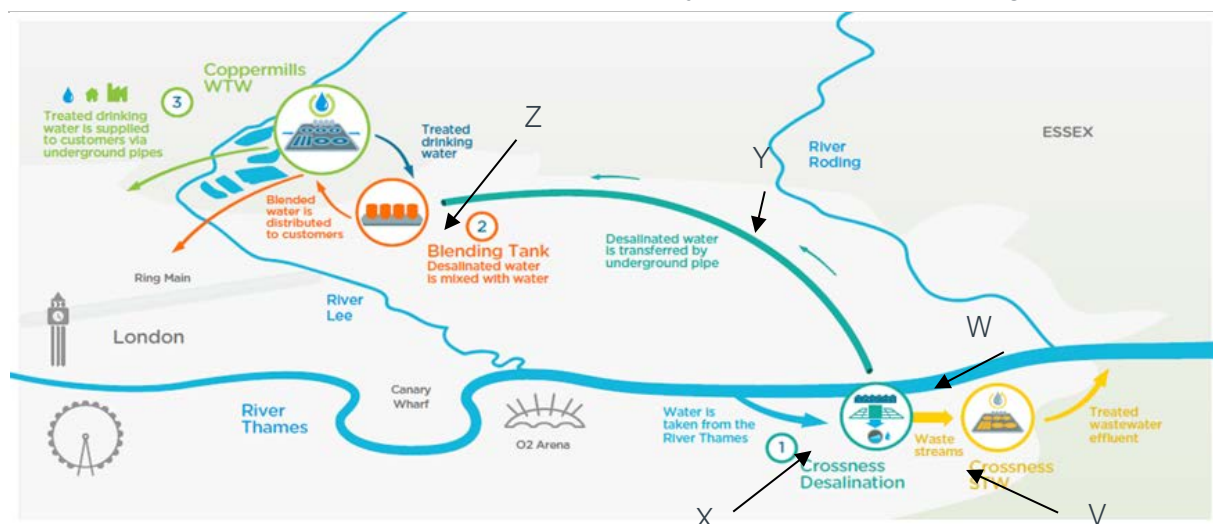 Coppermills
WTW
3
Treated drinking
water is supplied
to customers via
underground pipes
Treated
drinking
water
Z
Y
River
Roding
ESSEX
Blended
water is
distributed
to customers
2
Blending Tank
Desalinated water
is mixed with water
Desalinated water
is transferred by
underground pipe
Ring Main
River
Lee
London
W
Canary
Wharf
River
Thames
O2 Arena
Water is
taken from the
River Thames
1
Crossness
Desalination
Waste
streams
Crossness
STW
Treated
wastewater
effluent
X
V